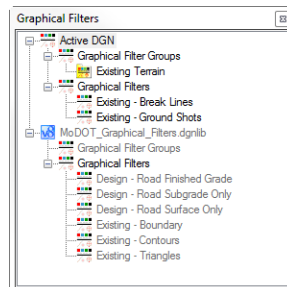 Graphical Filters
Active DGN
Graphical Filter Groups
Existing Terrain
Graphical Filters
Existing - Break Lines
Existing - Ground Shots
MoDOT_Graphical_Filters.dgnlib
Graphical Filter Groups
Graphical Filters
Design - Road Finished Grade
Design - Road Subgrade Only
Design - Road Surface Only
Existing - Boundary
Existing - Contours
Existing - Triangles